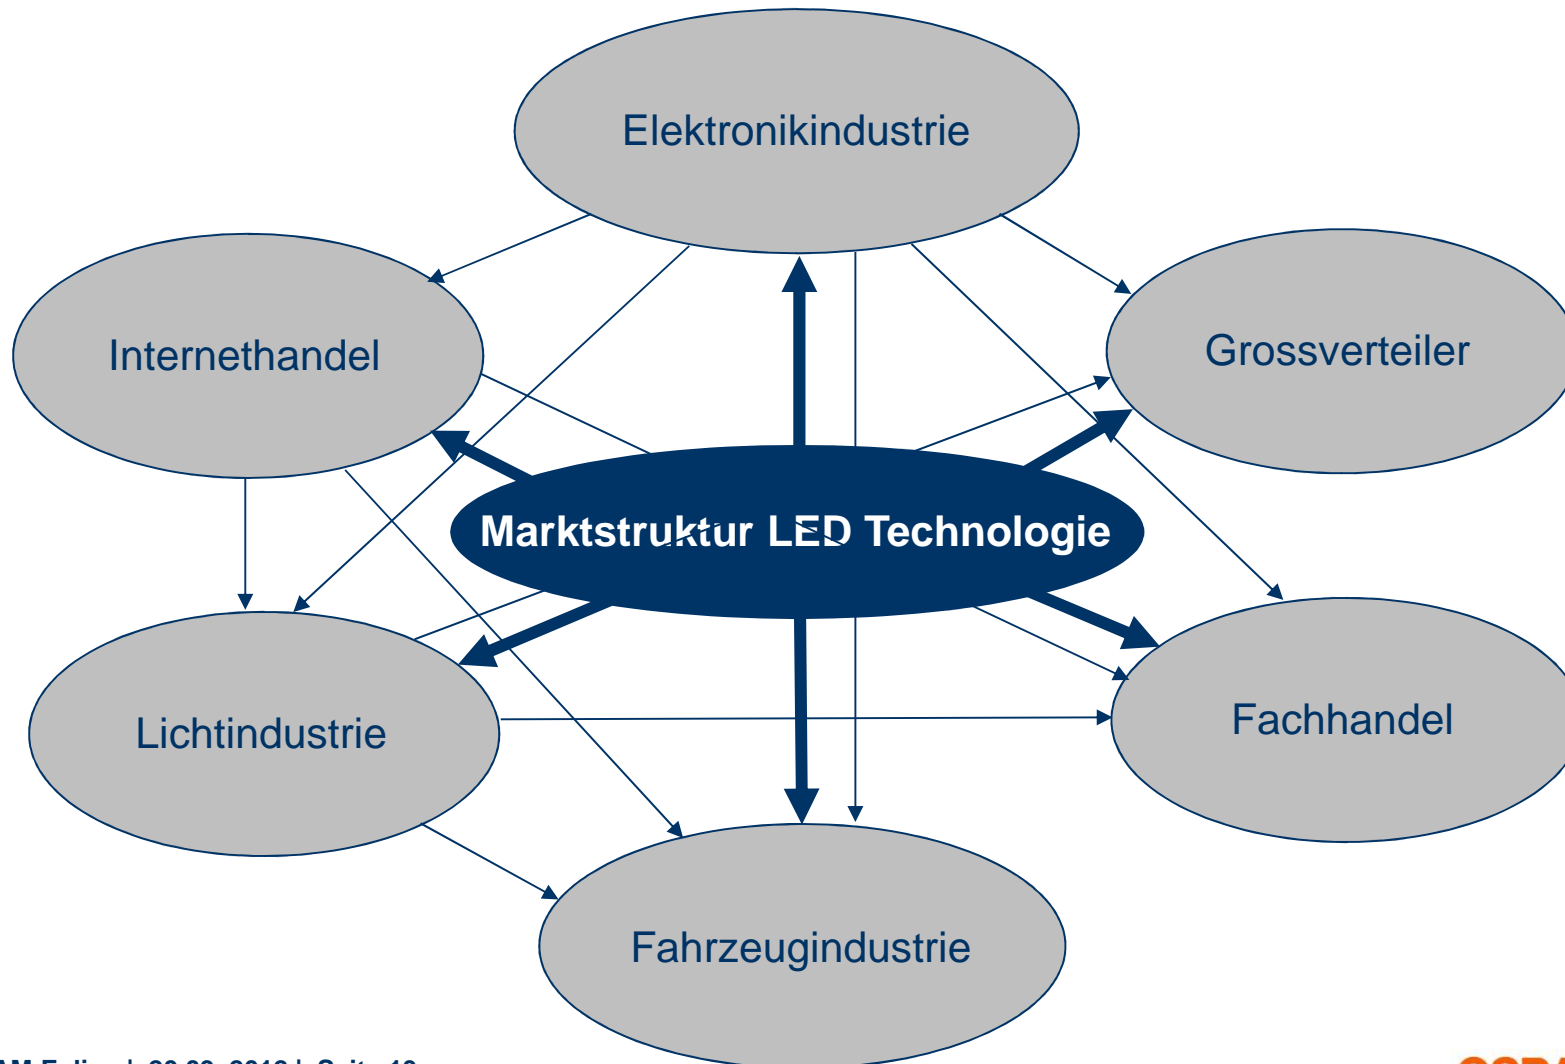 Elektronikindustrie
Internethandel
Grossverteiler
Marktstruktur LED Technologie
Lichtindustrie
Fachhandel
Fahrzeugindustrie